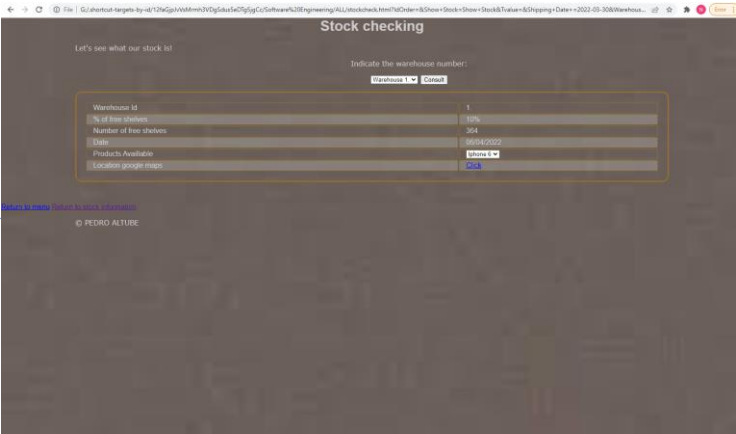 File
Stock checking
Let's see what our stock is!
Indicate the warehouse number:
Warehouse 1 Consult
Warehouse Id 1
% of free shelves 10%
Number of free shelves 364
Date 06/04/2022
Products Available Iphone 6
Location google maps Click
Return to menu Return to stock information
© PEDRO ALTUBE